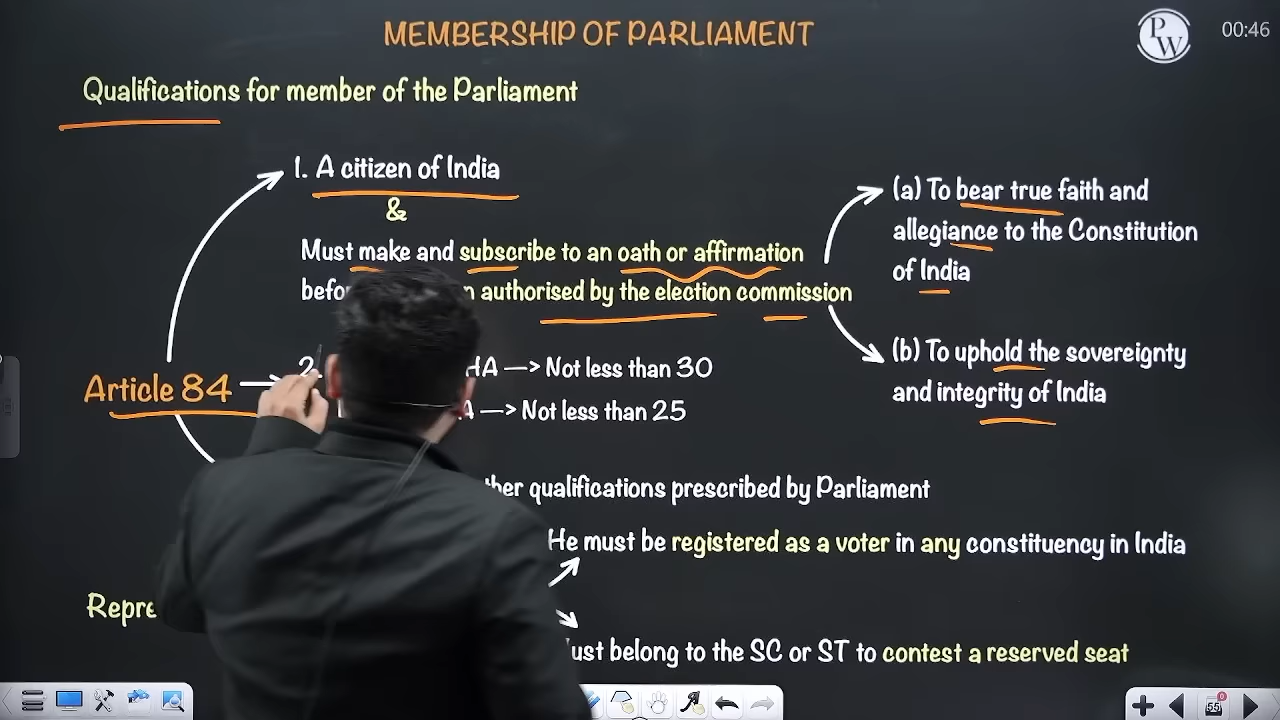 MEMBERSHIP OF PARLIAMENT
PW
00:46
Qualifications for member of the Parliament
1. A citizen of India
&
Must make and subscribe to an oath or affirmation
authorised by the election commission
(a) To bear true faith and
allegiance to the Constitution
of India
(b) To uphold the sovereignty
and integrity of India
Article 84
2
HA —> Not less than 30
A —> Not less than 25
qualifications prescribed by Parliament
He must be registered as a voter in any constituency in India
belong to the SC or ST to contest a reserved seat
55